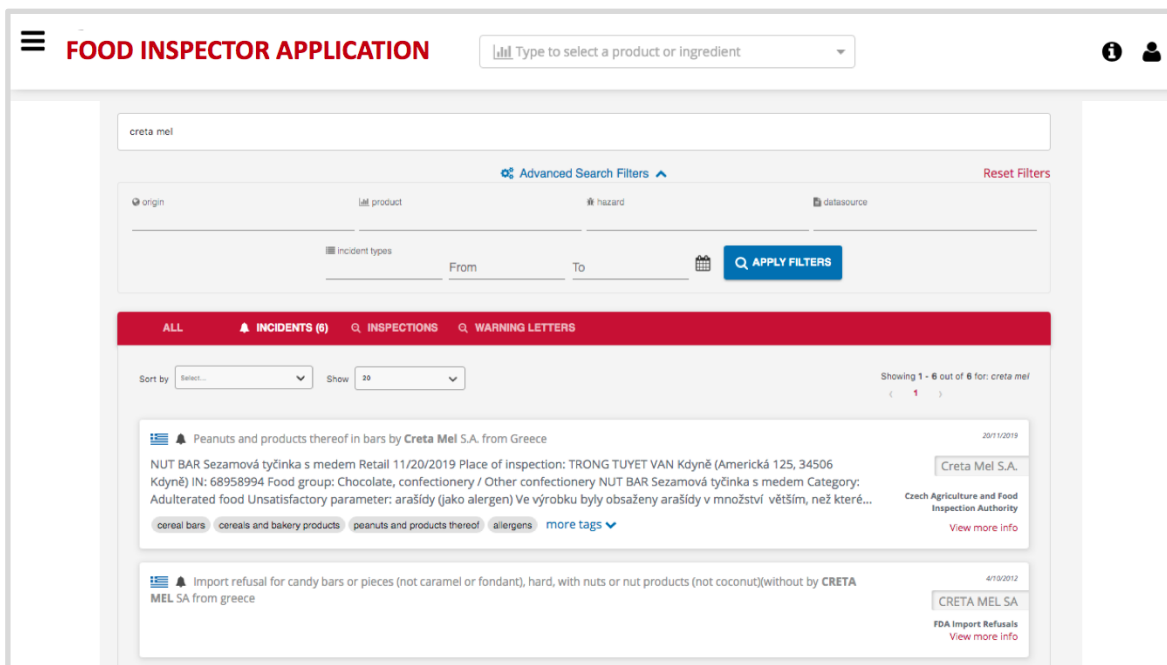 FOOD INSPECTOR APPLICATION
Type to select a product or ingredient
creta mel
Advanced Search Filters
Reset Filters
origin
product
hazard
datasource
incident types
From
To
APPLY FILTERS
ALL
INCIDENTS (6)
INSPECTIONS
WARNING LETTERS
Sort by
Select...
Show
20
Showing 1 - 6 out of 6 for: creta mel
1
Peanuts and products thereof in bars by Creta Mel S.A. from Greece
20/11/2019
NUT BAR Sezamová tyčinka s medem Retail 11/20/2019 Place of inspection: TRONG TUYET VAN Kdyně (Americká 125, 34506
Kdyně) IN: 68958994 Food group: Chocolate, confectionery / Other confectionery NUT BAR Sezamová tyčinka s medem Category:
Adulterated food Unsatisfactory parameter: arašídy (jako alergen) Ve výrobku byly obsaženy arašídy v množství větším, než které...
Creta Mel S.A.
Czech Agriculture and Food
Inspection Authority
View more info
cereal bars
cereals and bakery products
peanuts and products thereof
allergens
more tags
Import refusal for candy bars or pieces (not caramel or fondant), hard, with nuts or nut products (not coconut)(without by CRETA
MEL SA from greece
4/10/2012
CRETA MEL SA
FDA Import Refusals
View more info